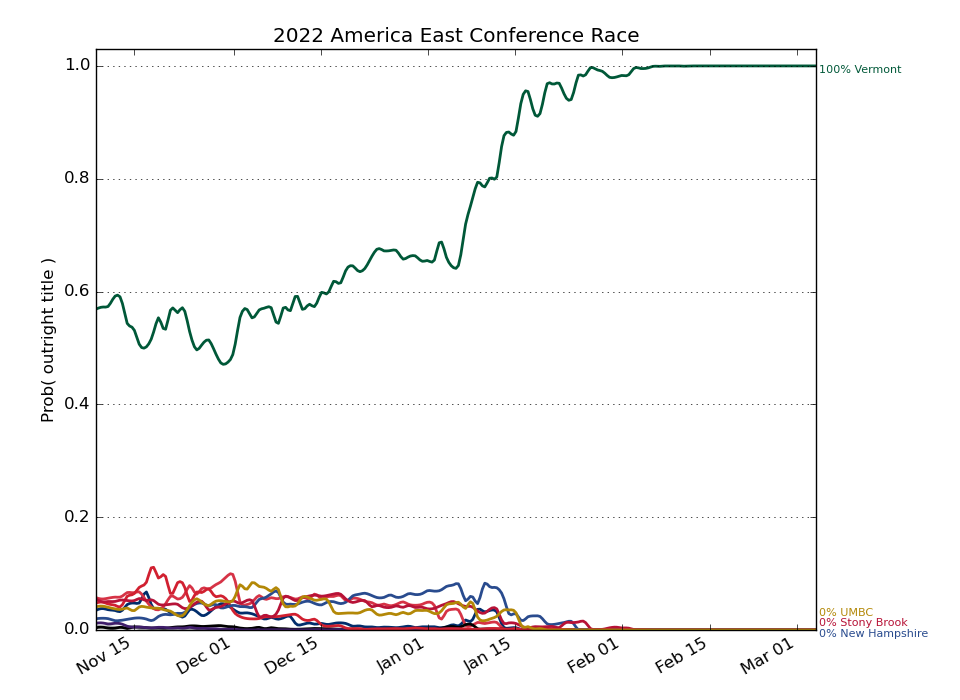 2022 America East Conference Race
Prob( outright title )
1.0
0.8
0.6
0.4
0.2
0.0
Nov 15
Dec 01
Dec 15
Jan 01
Jan 15
Feb 01
Feb 15
Mar 01
100% Vermont
0% UMBC
0% Stony Brook
0% New Hampshire